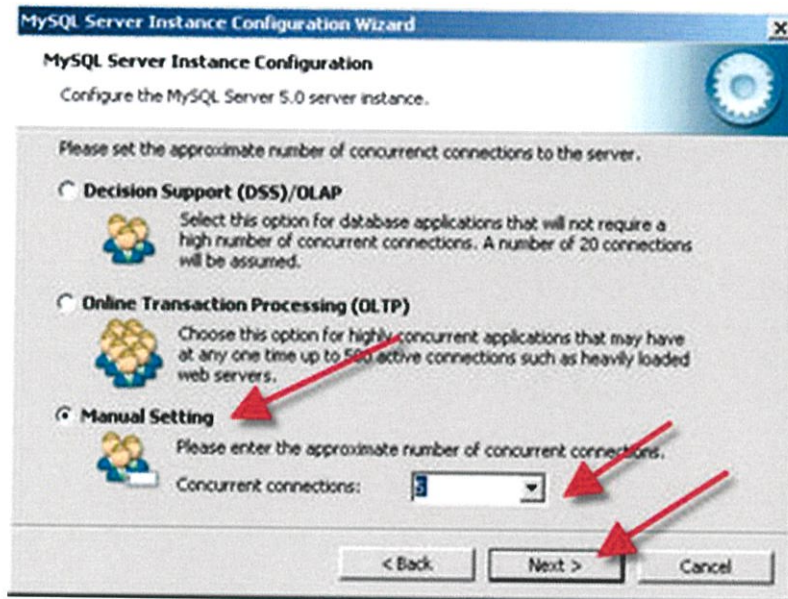 MySQL Server Instance Configuration Wizard
MySQL Server Instance Configuration
Configure the MySQL Server 5.0 server instance.
Please set the approximate number of concurrenct connections to the server.
Decision Support (DSS)/OLAP
Select this option for database applications that will not require a
high number of concurrent connections. A number of 20 connections
will be assumed.
Online Transaction Processing (OLTP)
Choose this option for highly concurrent applications that may have
at any one time up to 500 active connections such as heavily loaded
web servers.
Manual Setting
Please enter the approximate number of concurrent connections.
Concurrent connections: 5
< Back Next > Cancel